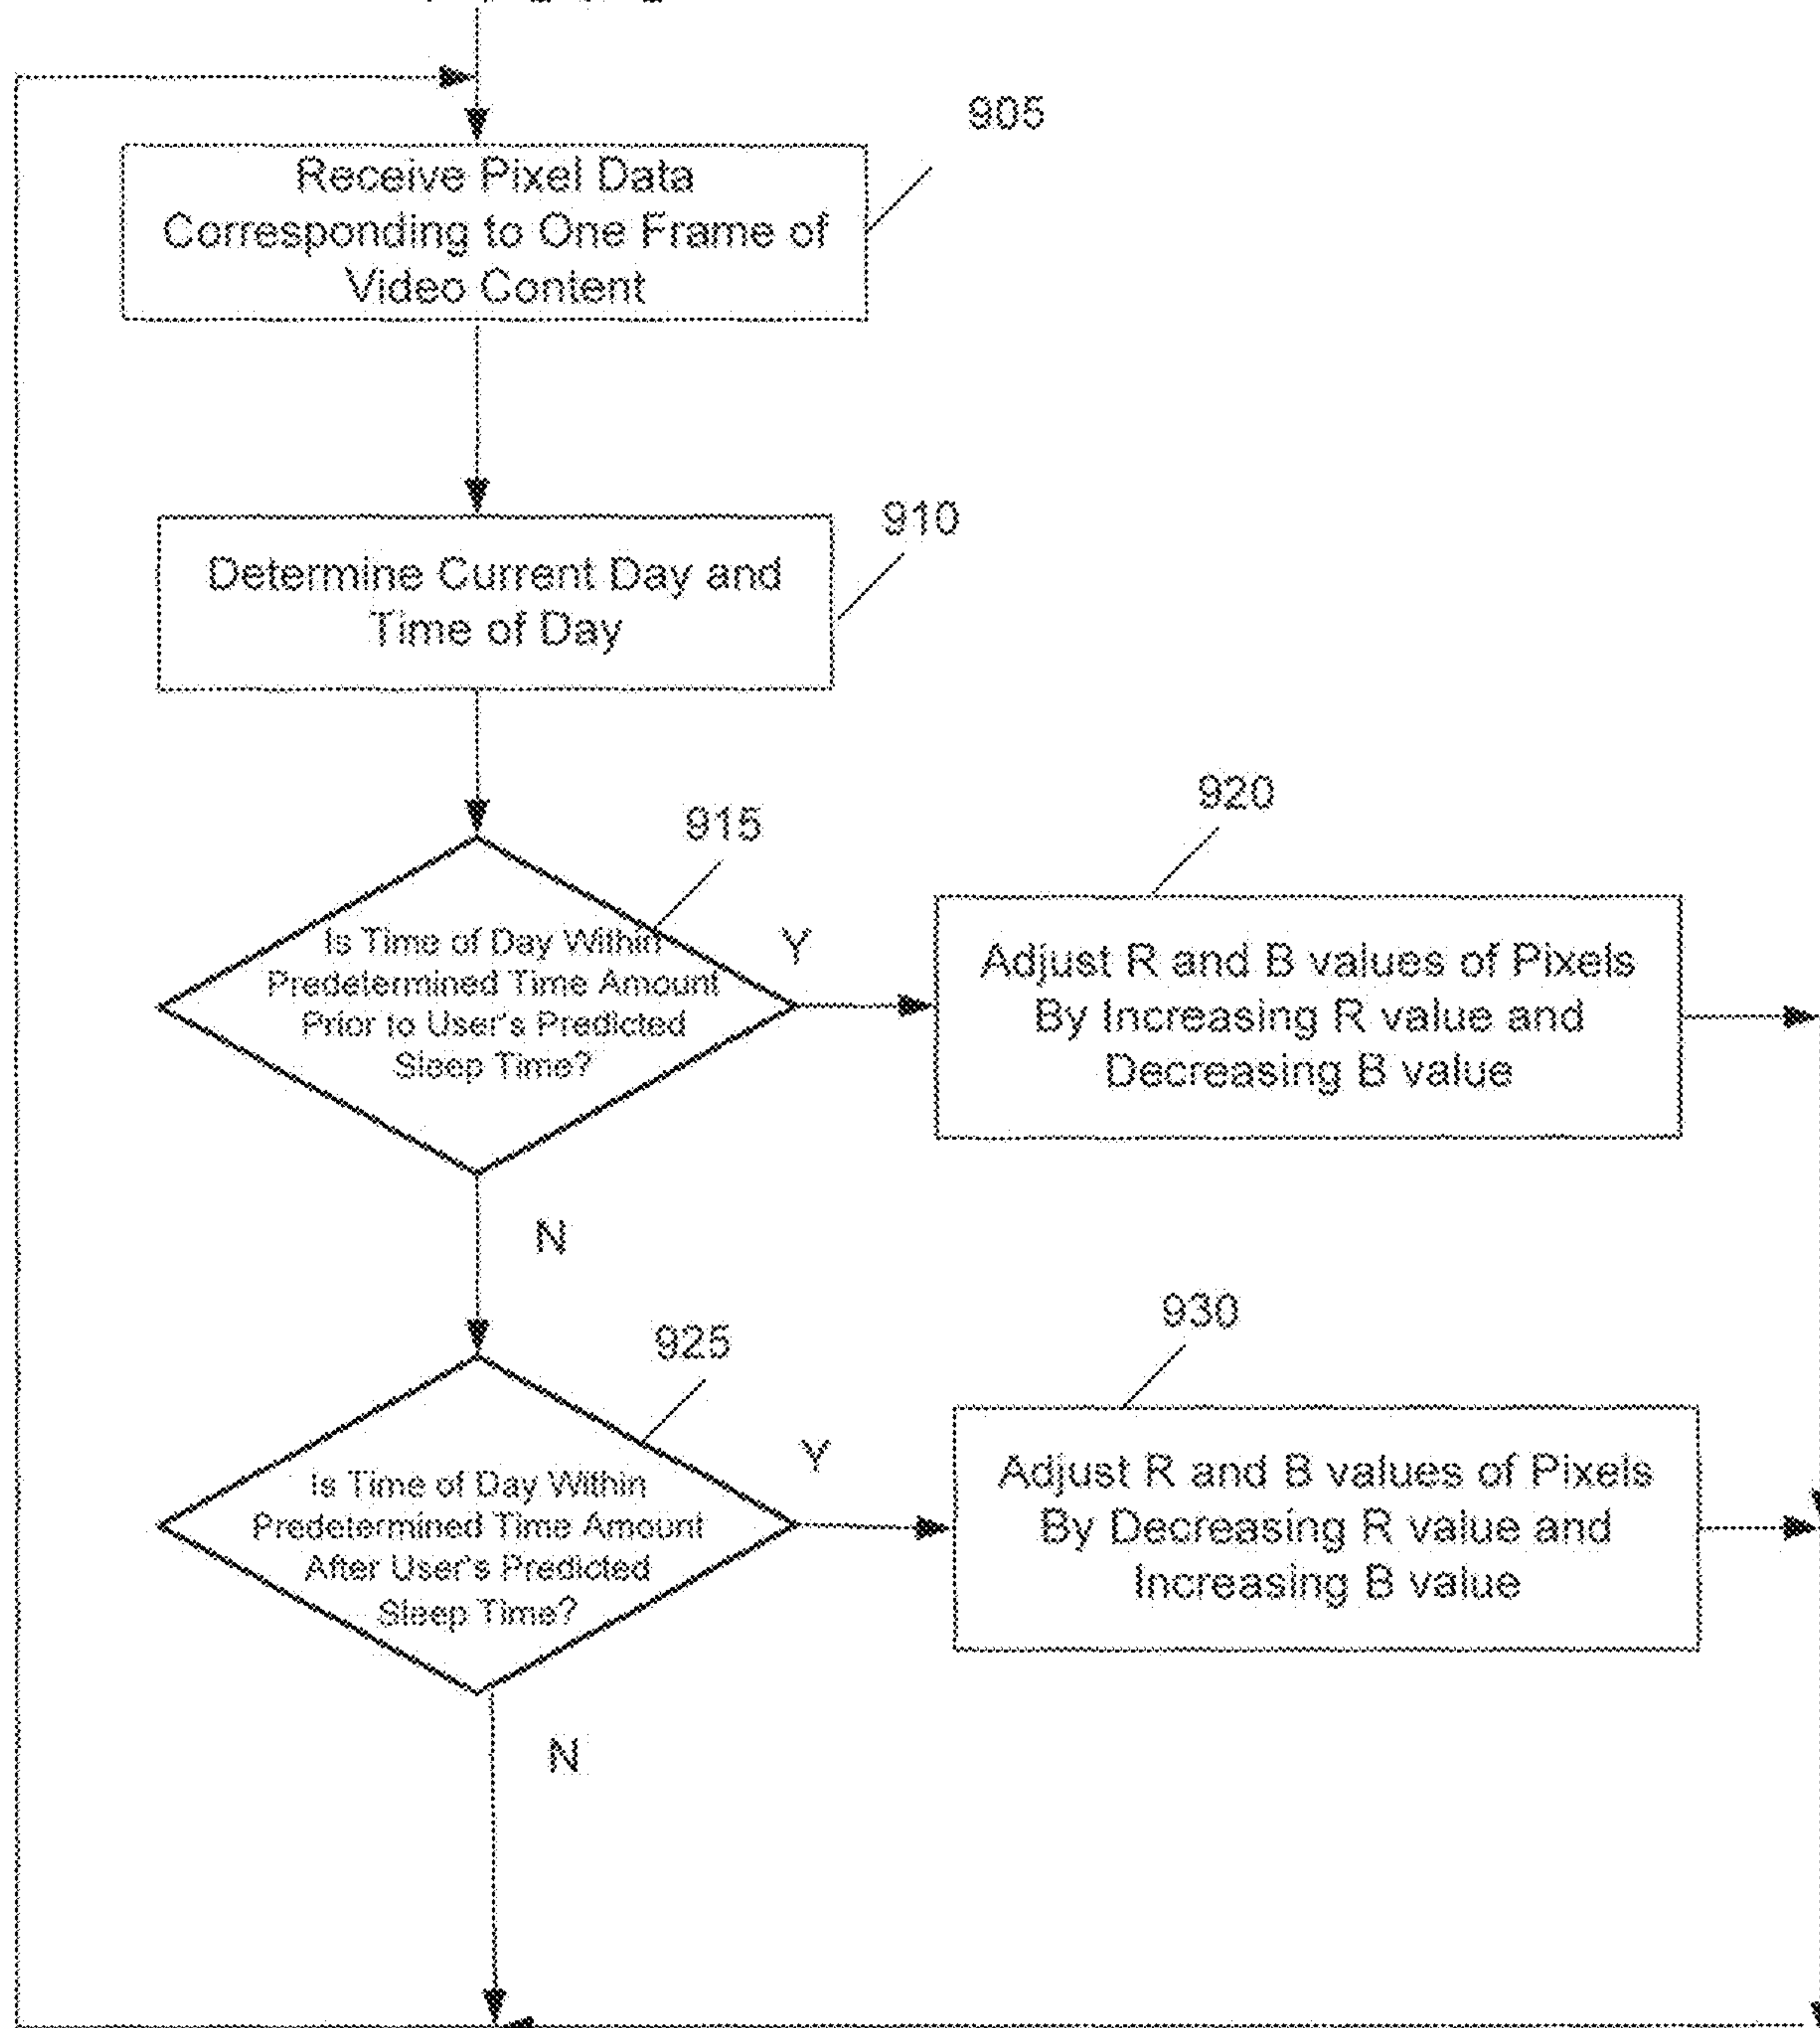 905
Receive Pixel Data
Corresponding to One Frame of
Video Content
910
Determine Current Day and
Time of Day
915
Is Time of Day Within
Predetermined Time Amount
Prior to User's Predicted
Sleep Time?
Y
920
Adjust R and B values of Pixels
By Increasing R value and
Decreasing B value
N
925
Is Time of Day Within
Predetermined Time Amount
After User's Predicted
Sleep Time?
Y
930
Adjust R and B values of Pixels
By Decreasing R value and
Increasing B value
N